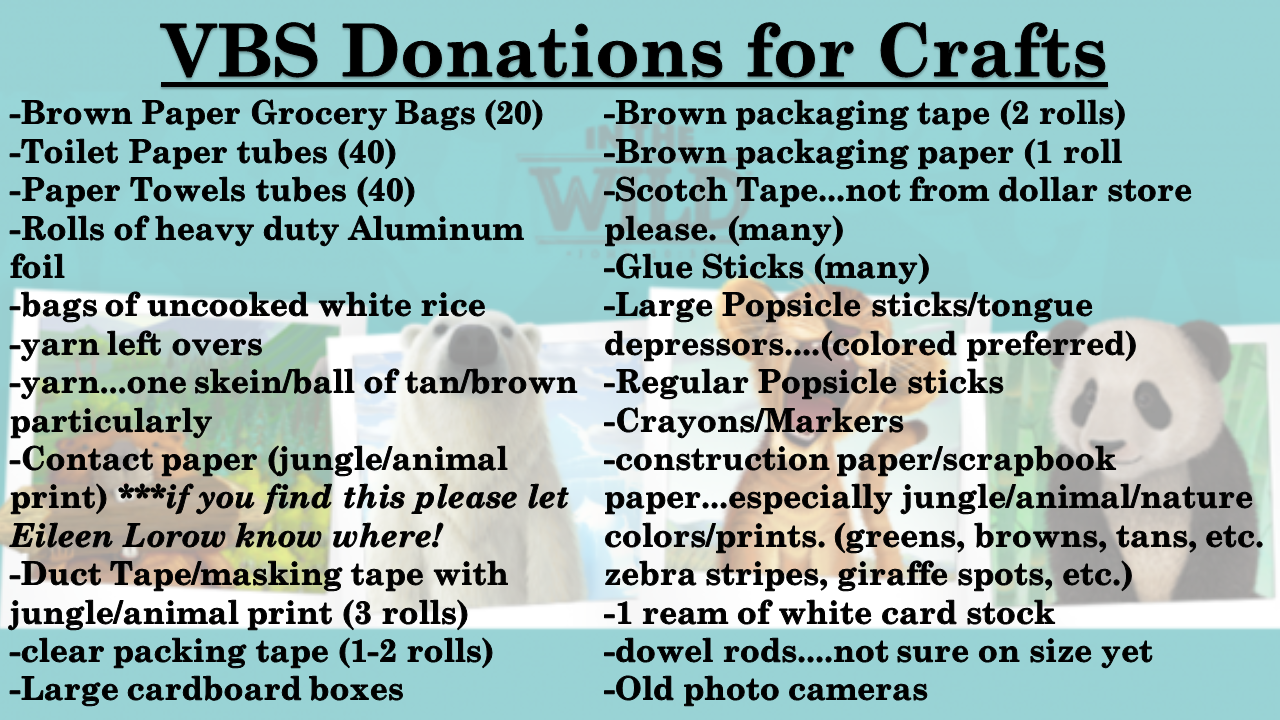 VBS Donations for Crafts
-Brown Paper Grocery Bags (20)
-Toilet Paper tubes (40)
-Paper Towels tubes (40)
-Rolls of heavy duty Aluminum
foil
-bags of uncooked white rice
-yarn left overs
-yarn...one skein/ball of tan/brown
particularly
-Contact paper (jungle/animal
print) ***if you find this please let
Eileen Lorow know where!
-Duct Tape/masking tape with
jungle/animal print (3 rolls)
-clear packing tape (1-2 rolls)
-Large cardboard boxes
-Brown packaging tape (2 rolls)
-Brown packaging paper (1 roll
-Scotch Tape...not from dollar store
please. (many)
-Glue Sticks (many)
-Large Popsicle sticks/tongue
depressors....(colored preferred)
-Regular Popsicle sticks
-Crayons/Markers
-construction paper/scrapbook
paper...especially jungle/animal/nature
colors/prints. (greens, browns, tans, etc.
zebra stripes, giraffe spots, etc.)
-1 ream of white card stock
-dowel rods....not sure on size yet
-Old photo cameras
IN THE
WILD